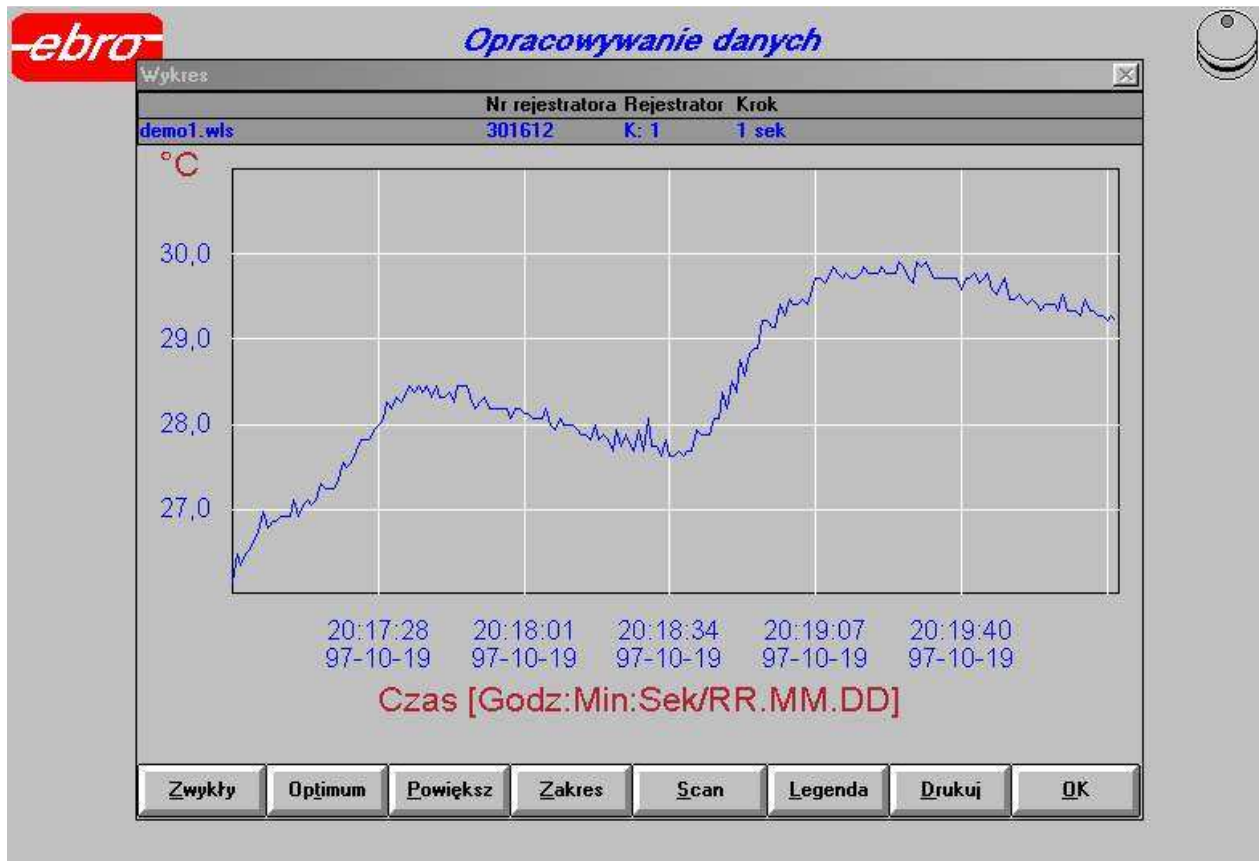 ebro
Opracowywanie danych
Wykres
Nr rejestratora Rejestrator Krok
demo1.wls 301612 K: 1 1 sek
°C
30,0
29,0
28,0
27,0
20:17:28 20:18:01 20:18:34 20:19:07 20:19:40
97-10-19 97-10-19 97-10-19 97-10-19 97-10-19
Czas [Godz:Min:Sek/RR.MM.DD]
Zwykły Optimum Powiększ Zakres Scan Legenda Drukuj OK